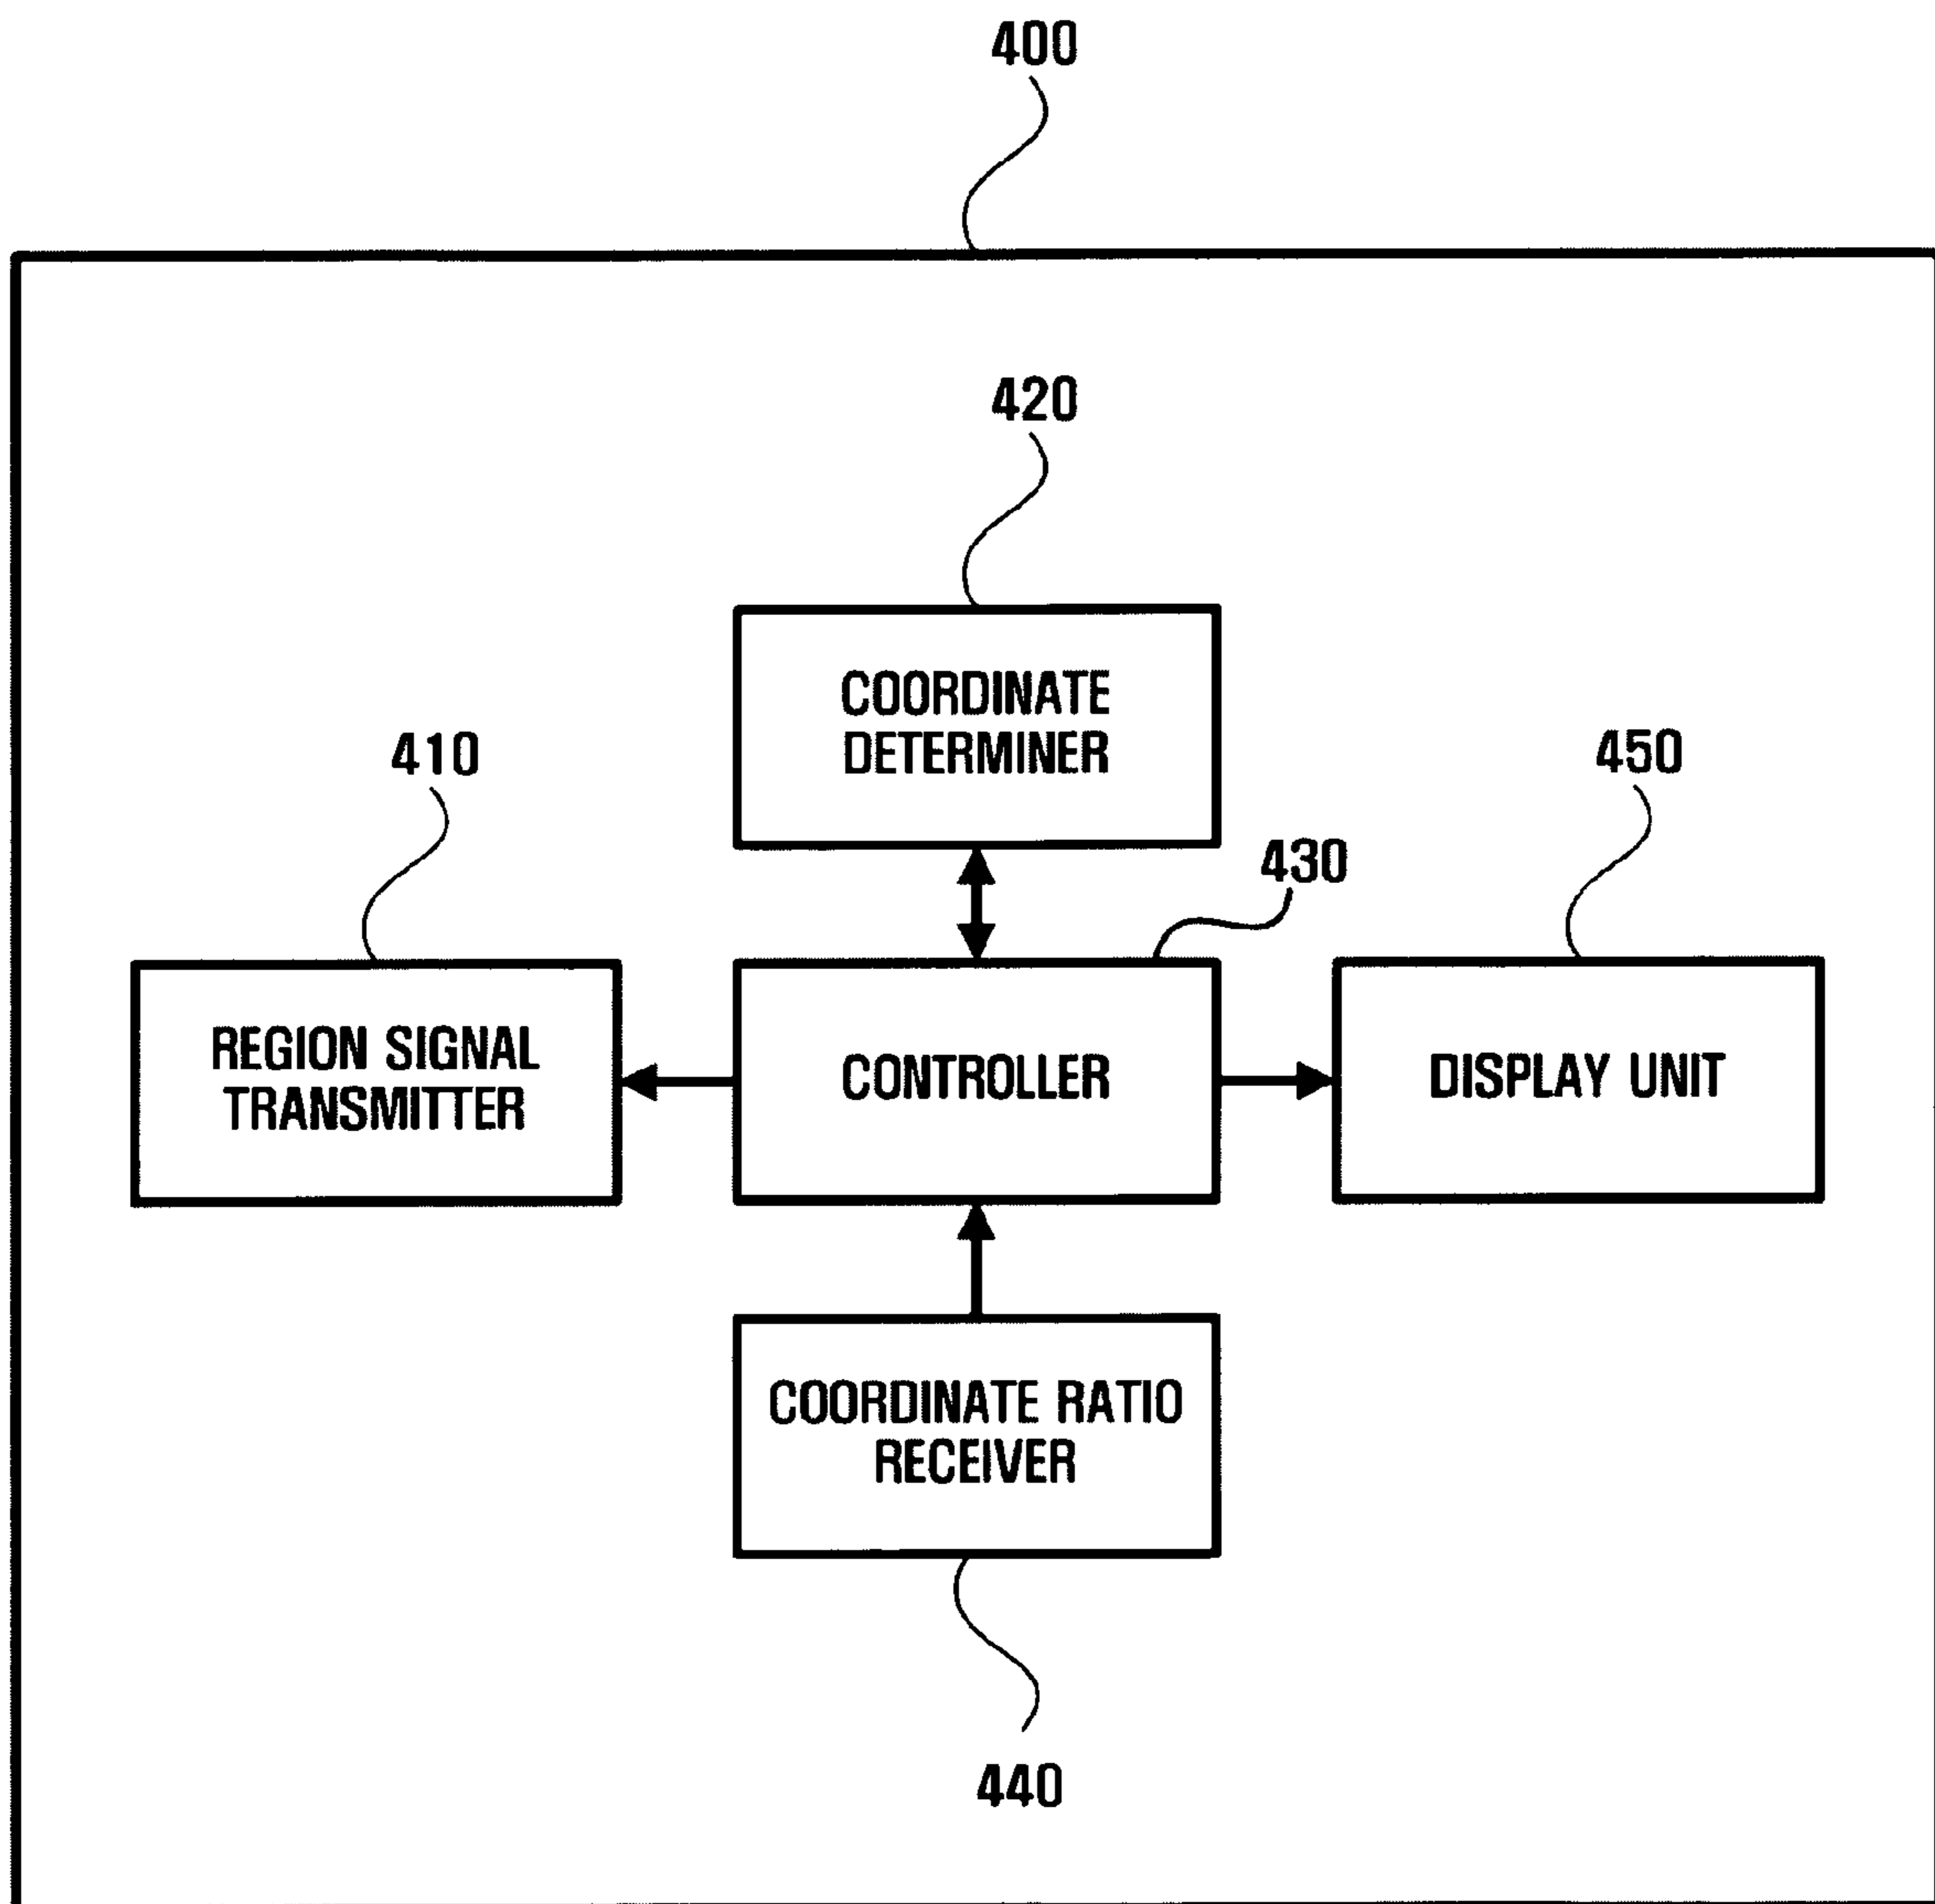 400
420
COORDINATE
DETERMINER
410
450
430
REGION SIGNAL
TRANSMITTER
CONTROLLER
DISPLAY UNIT
COORDINATE RATIO
RECEIVER
440